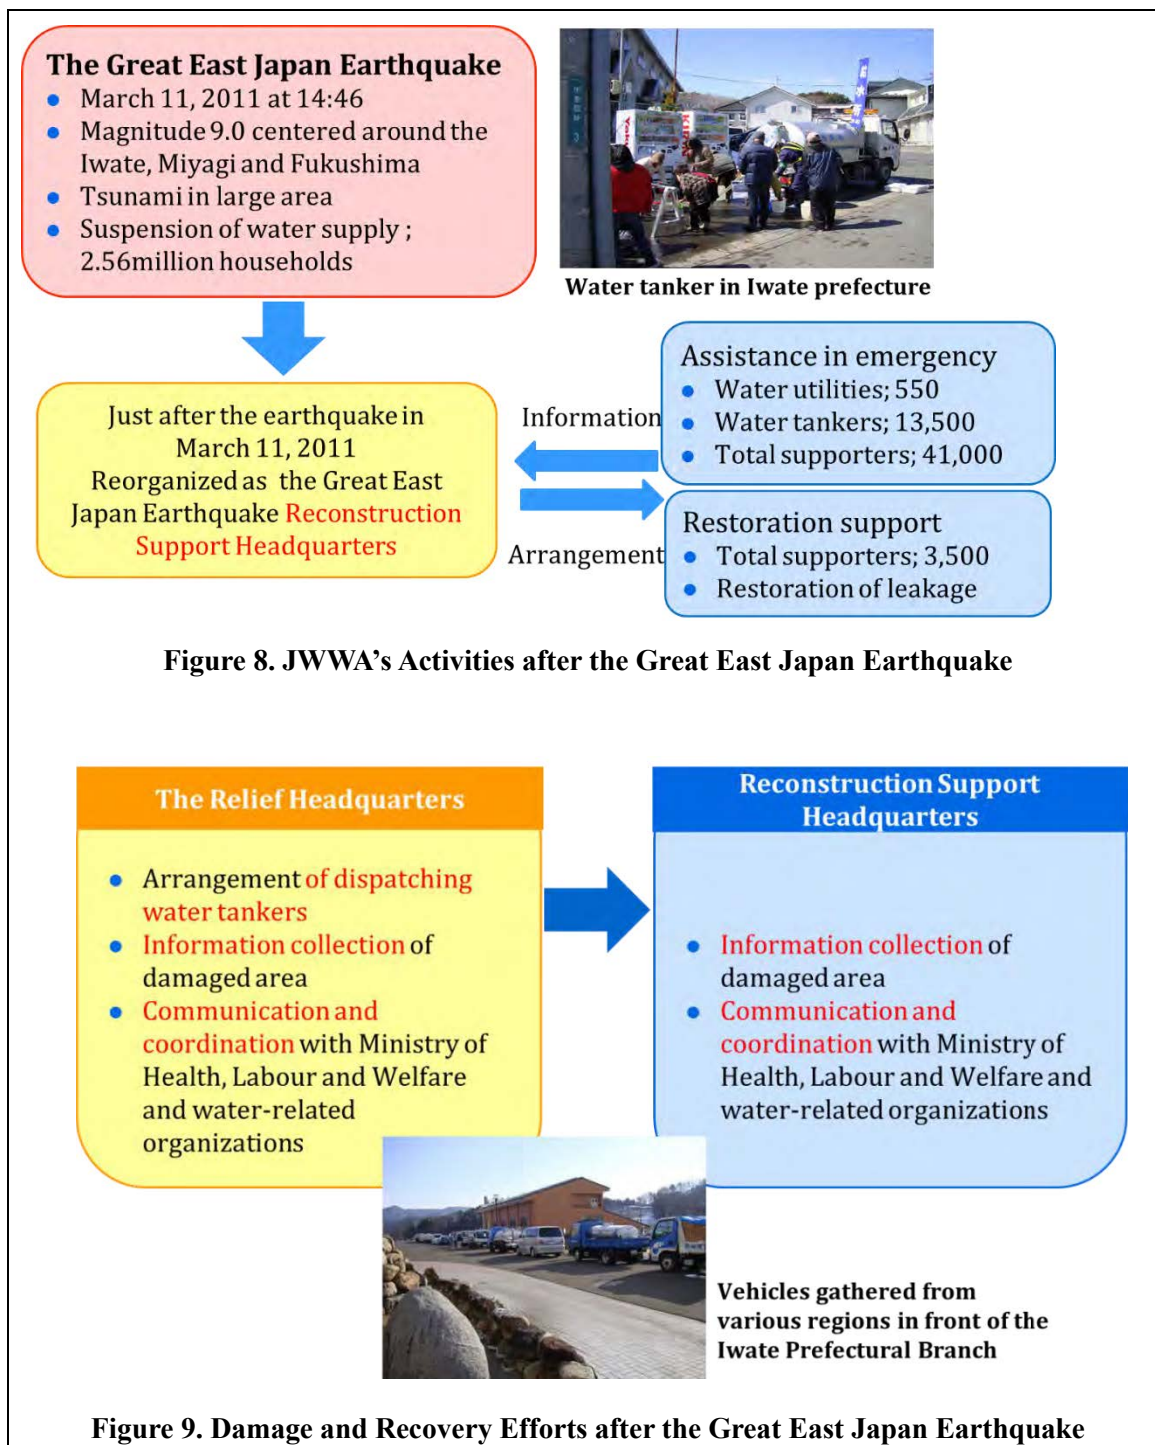 The Great East Japan Earthquake
● March 11, 2011 at 14:46
● Magnitude 9.0 centered around the
Iwate, Miyagi and Fukushima
● Tsunami in large area
● Suspension of water supply ;
2.56million households
Water tanker in Iwate prefecture
Just after the earthquake in
March 11, 2011
Reorganized as the Great East
Japan Earthquake Reconstruction
Support Headquarters
Information
Arrangement
Assistance in emergency
● Water utilities; 550
● Water tankers; 13,500
● Total supporters; 41,000
Restoration support
● Total supporters; 3,500
● Restoration of leakage
Figure 8. JWWA’s Activities after the Great East Japan Earthquake
The Relief Headquarters
● Arrangement of dispatching
water tankers
● Information collection of
damaged area
● Communication and
coordination with Ministry of
Health, Labour and Welfare
and water-related
organizations
Reconstruction Support
Headquarters
● Information collection of
damaged area
● Communication and
coordination with Ministry of
Health, Labour and Welfare and
water-related organizations
Vehicles gathered from
various regions in front of the
Iwate Prefectural Branch
Figure 9. Damage and Recovery Efforts after the Great East Japan Earthquake